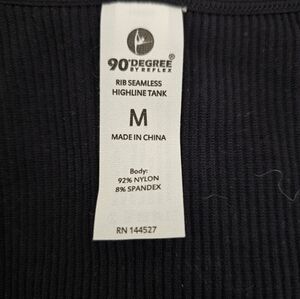 90°DEGREE®
BY REFLEX
RIB SEAMLESS
HIGHLINE TANK
M
MADE IN CHINA
Body:
92% NYLON
8% SPANDEX
RN 144527